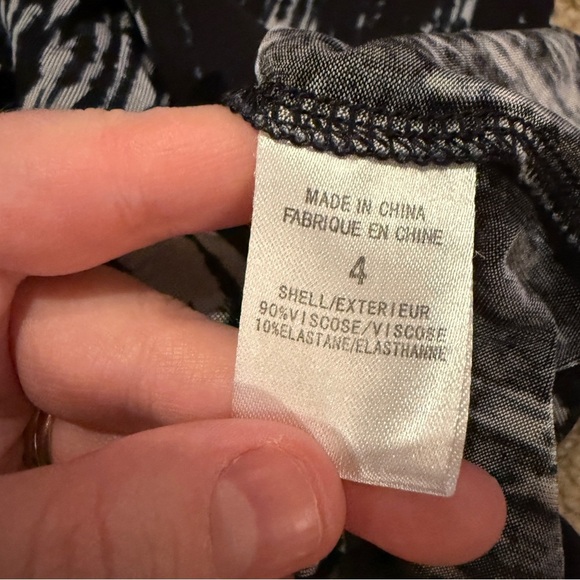 MADE IN CHINA
FABRIQUE EN CHINE
4
SHELL/EXTERIEUR
90%VISCOSE/VISCOSE
10%ELASTANE/ELASTHANNE